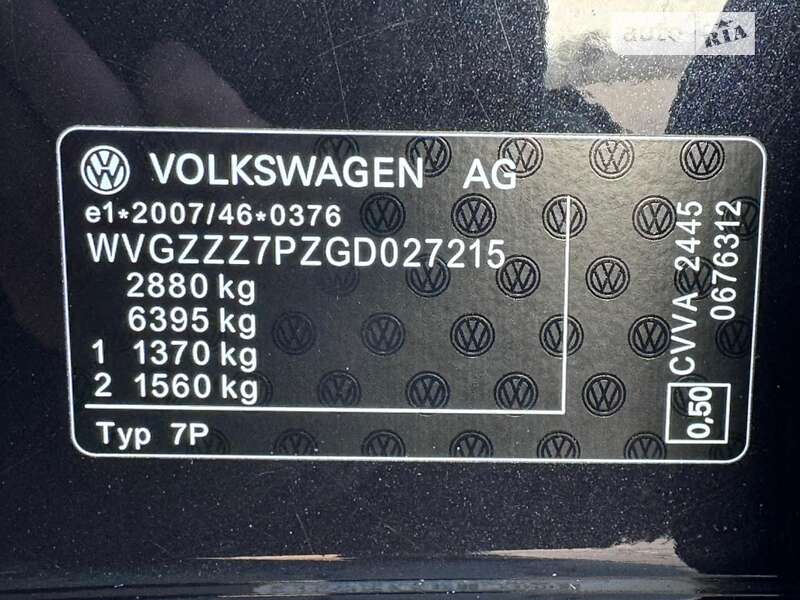 auto RIA
VOLKSWAGEN AG
e1*2007/46*0376
WVGZZZ7PZGD027215
2880 kg
6395 kg
1 1370 kg
2 1560 kg
Typ 7P
CVVA 2445
0676312
0,50